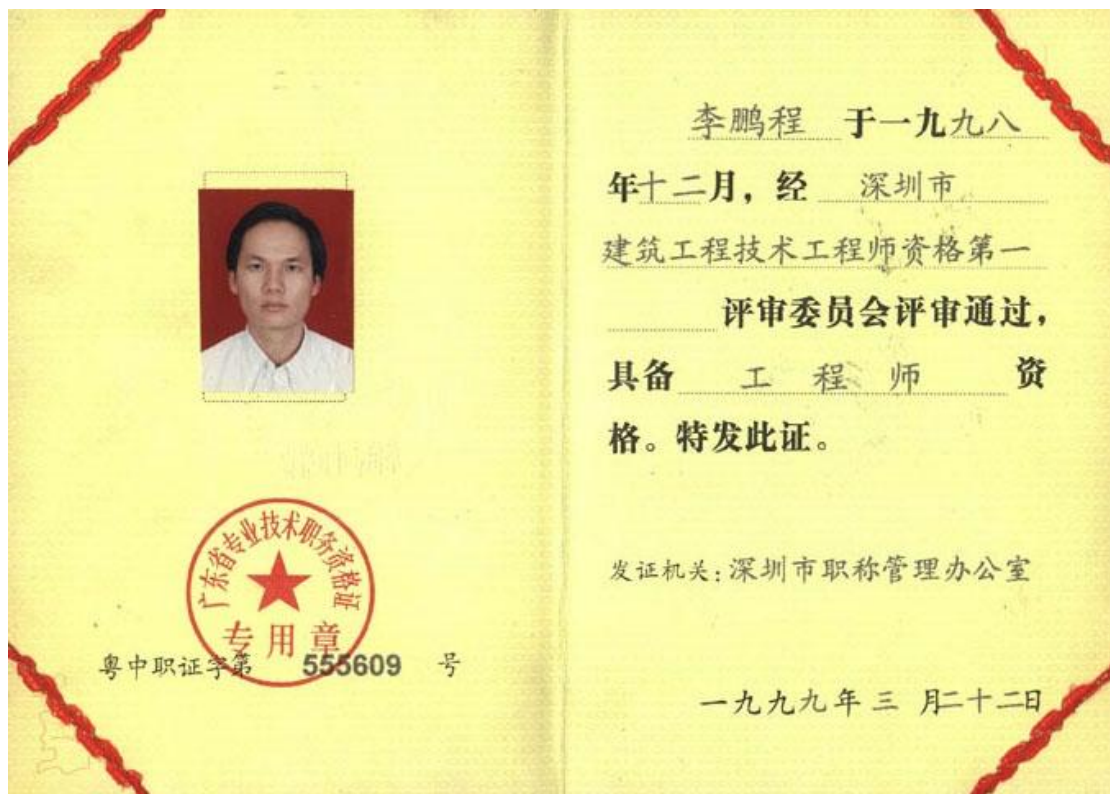 广东省专业技术职务资格证
专用章
粤中职证字第 555609 号
李鹏程 于一九九八
年十二月，经 深圳市
建筑工程技术工程师资格第一
评审委员会评审通过，
具备 工程师 资
格。特发此证。
发证机关：深圳市职称管理办公室
一九九九年三月二十二日